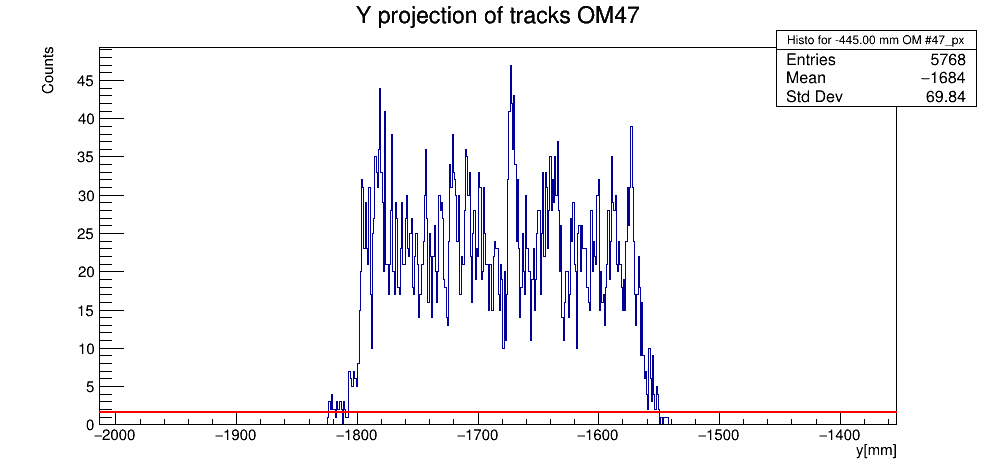 Y projection of tracks OM47
Histo for -445.00 mm OM #47_px
Entries 5768
Mean −1684
Std Dev 69.84
Counts
45
40
35
30
25
20
15
10
5
0
−2000 −1900 −1800 −1700 −1600 −1500 −1400
y[mm]